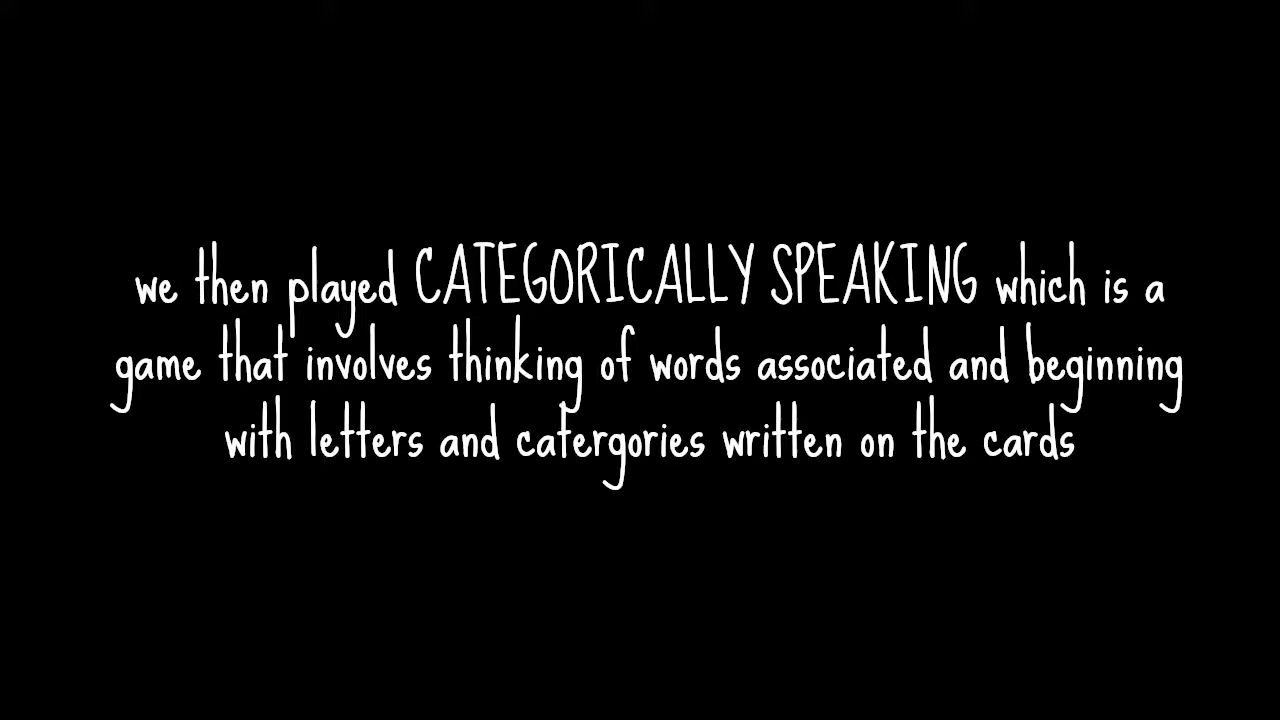 we then played CATEGORICALLY SPEAKING which is a
game that involves thinking of words associated and beginning
with letters and catergories written on the cards